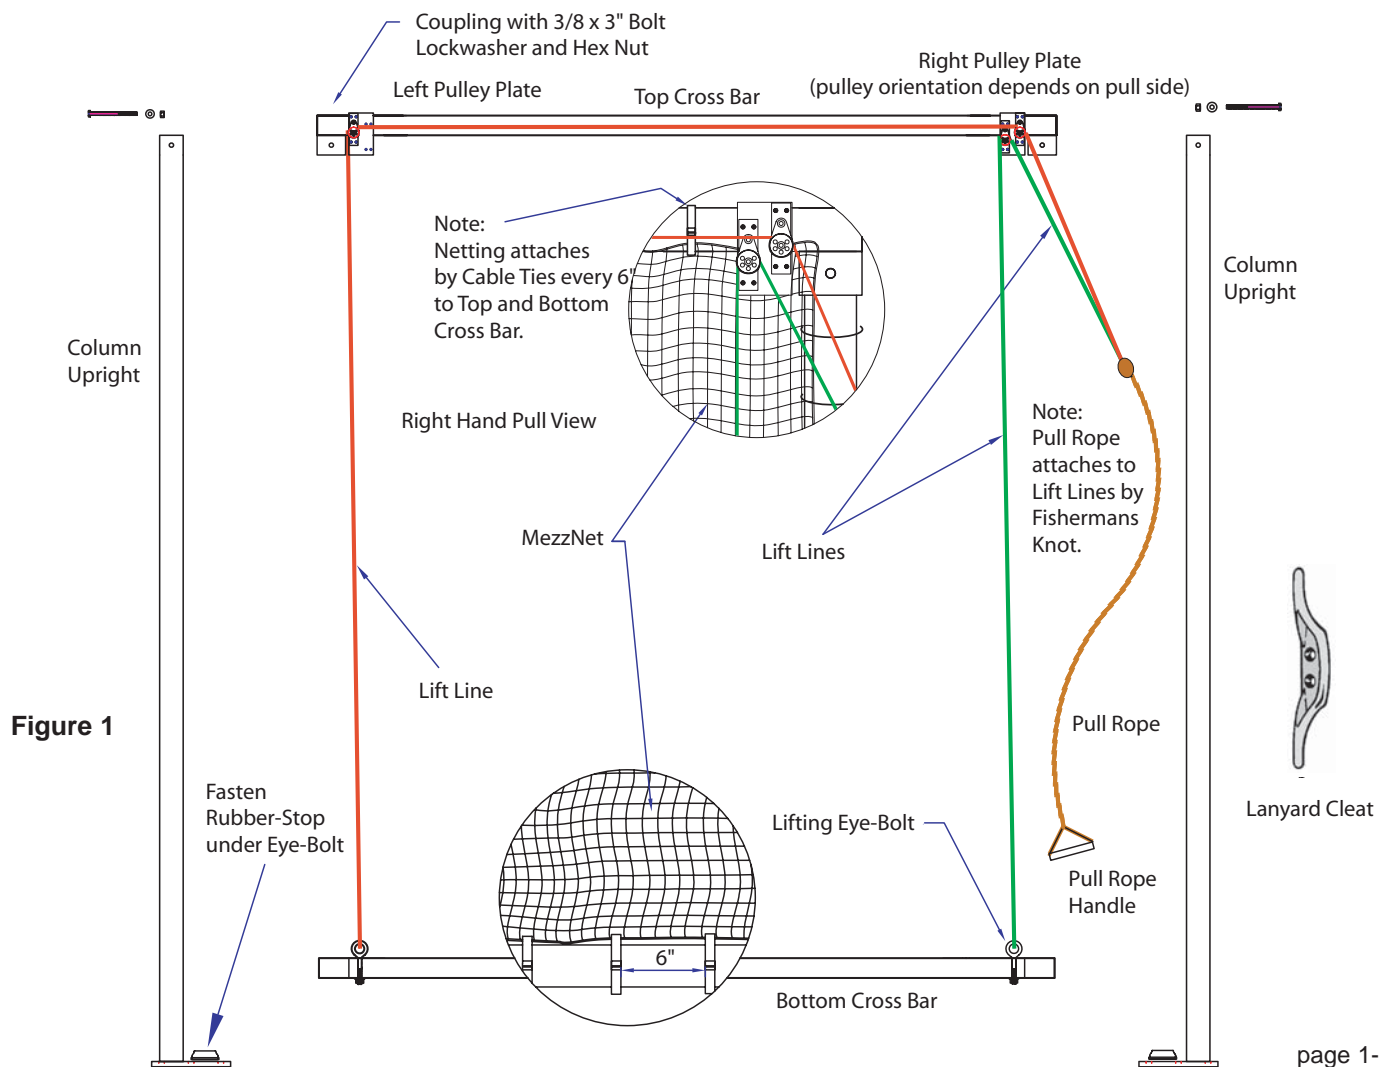 Coupling with 3/8 x 3" Bolt
Lockwasher and Hex Nut
Left Pulley Plate
Top Cross Bar
Right Pulley Plate
(pulley orientation depends on pull side)
Note:
Netting attaches
by Cable Ties every 6"
to Top and Bottom
Cross Bar.
Column
Upright
Column
Upright
Right Hand Pull View
Note:
Pull Rope
attaches to
Lift Lines by
Fishermans
Knot.
MezzNet
Lift Lines
Lift Line
Figure 1
Pull Rope
Fasten
Rubber-Stop
under Eye-Bolt
Lifting Eye-Bolt
Lanyard Cleat
Pull Rope
Handle
6"
Bottom Cross Bar
page 1-